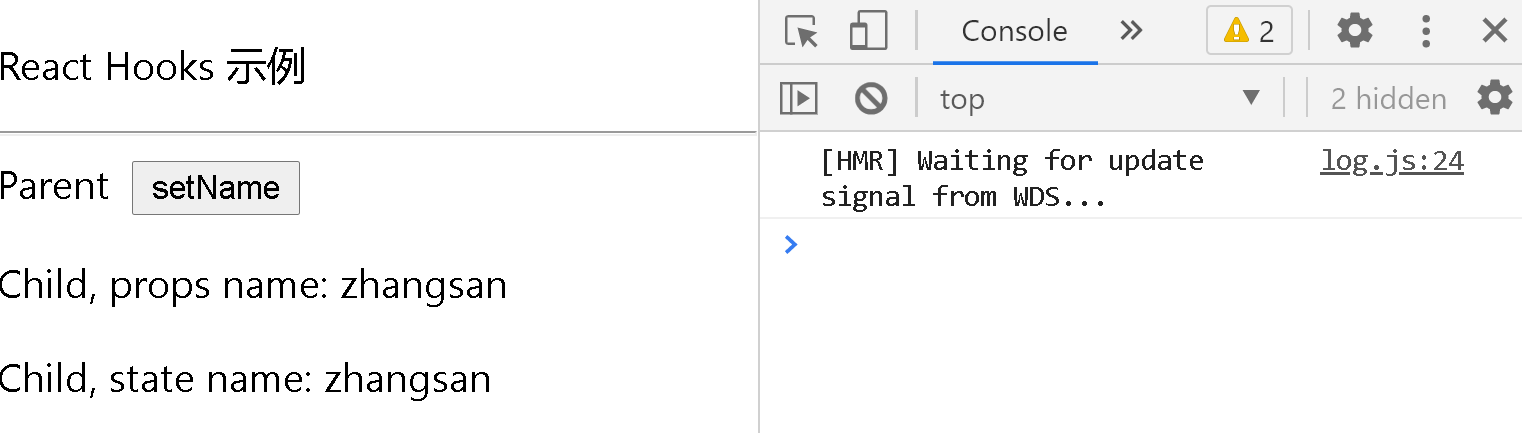 React Hooks 示例
Parent setName
Child, props name: zhangsan
Child, state name: zhangsan
Console 2
top 2 hidden
[HMR] Waiting for update log.js:24
signal from WDS...